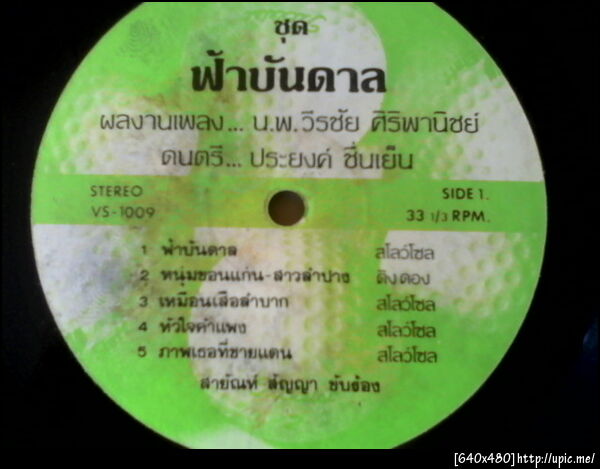 ชุด
ฟ้าบันดาล
ผลงานเพลง... น.พ.วีรชัย ศิริพานิชย์
ดนตรี... ประยงค์ ชื่นเย็น
STEREO SIDE 1.
VS-1009 33 1/3 RPM.
1 ฟ้าบันดาล สโลว์โซล
2 หนุ่มขอนแก่น-สาวลำปาง ดิงดอง
3 เหมือนเสือลำบาก สโลว์โซล
4 หัวใจคำแพง สโลว์โซล
5 ภาพเธอที่ชายแดน สโลว์โซล
สายัณห์ สัญญา ขับร้อง
[640x480]http://upic.me/